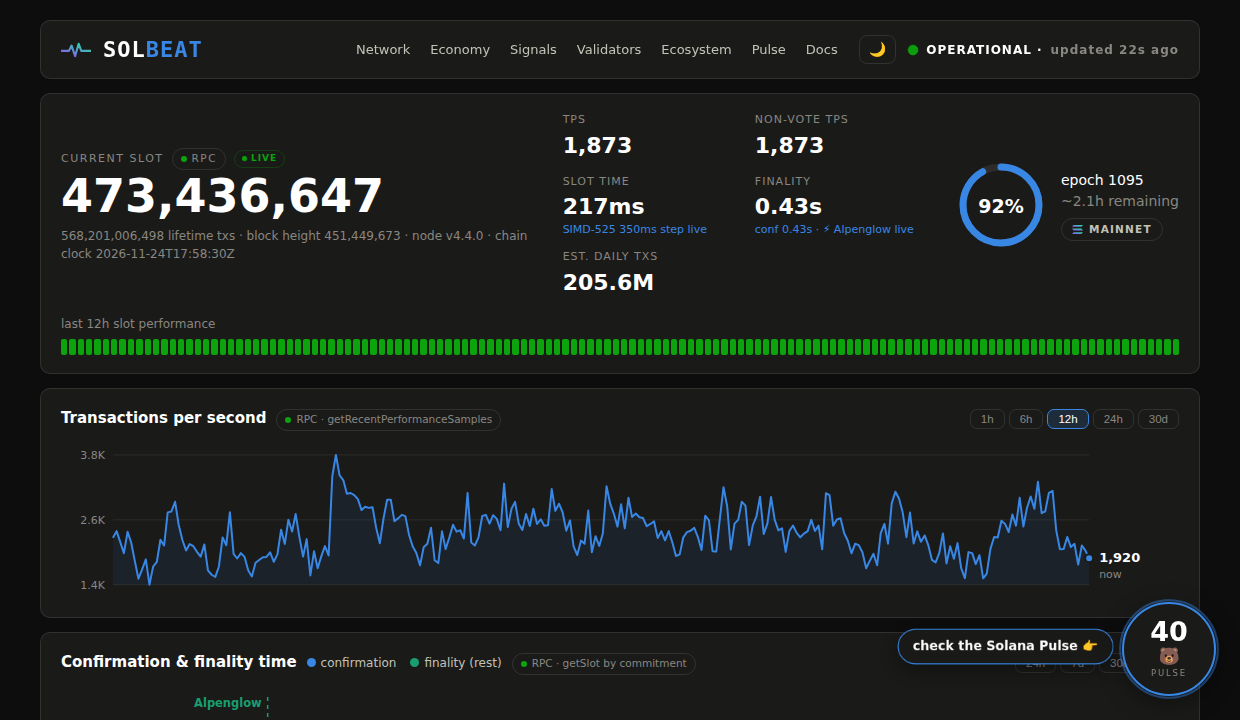 SOLBEAT
Network Economy Signals Validators Ecosystem Pulse Docs
OPERATIONAL · updated 22s ago
CURRENT SLOT RPC LIVE
473,436,647
568,201,006,498 lifetime txs · block height 451,449,673 · node v4.4.0 · chain
clock 2026-11-24T17:58:30Z
TPS
1,873
NON-VOTE TPS
1,873
SLOT TIME
217ms
SIMD-525 350ms step live
FINALITY
0.43s
conf 0.43s · ⚡ Alpenglow live
EST. DAILY TXS
205.6M
92%
epoch 1095
~2.1h remaining
MAINNET
last 12h slot performance
Transactions per second RPC · getRecentPerformanceSamples
1h 6h 12h 24h 30d
3.8K
2.6K
1.4K
1,920
now
Confirmation & finality time confirmation finality (rest) RPC · getSlot by commitment
Alpenglow
check the Solana Pulse 👉
40
PULSE